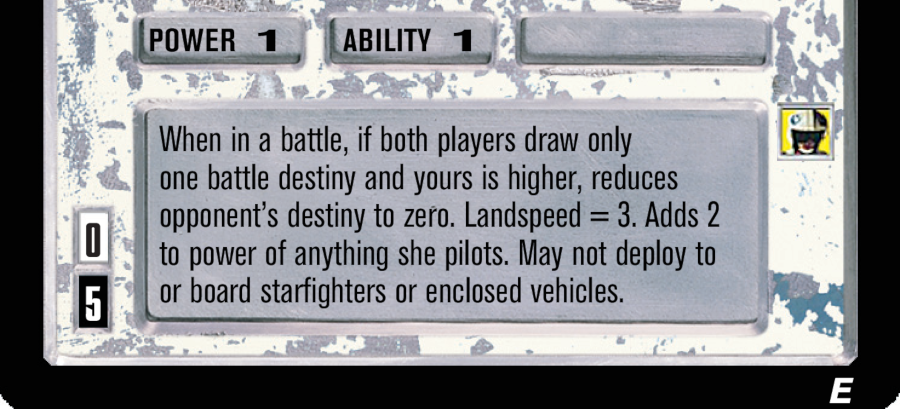 POWER 1 ABILITY 1
When in a battle, if both players draw only
one battle destiny and yours is higher, reduces
opponent's destiny to zero. Landspeed = 3. Adds 2
to power of anything she pilots. May not deploy to
or board starfighters or enclosed vehicles.
0
5
E